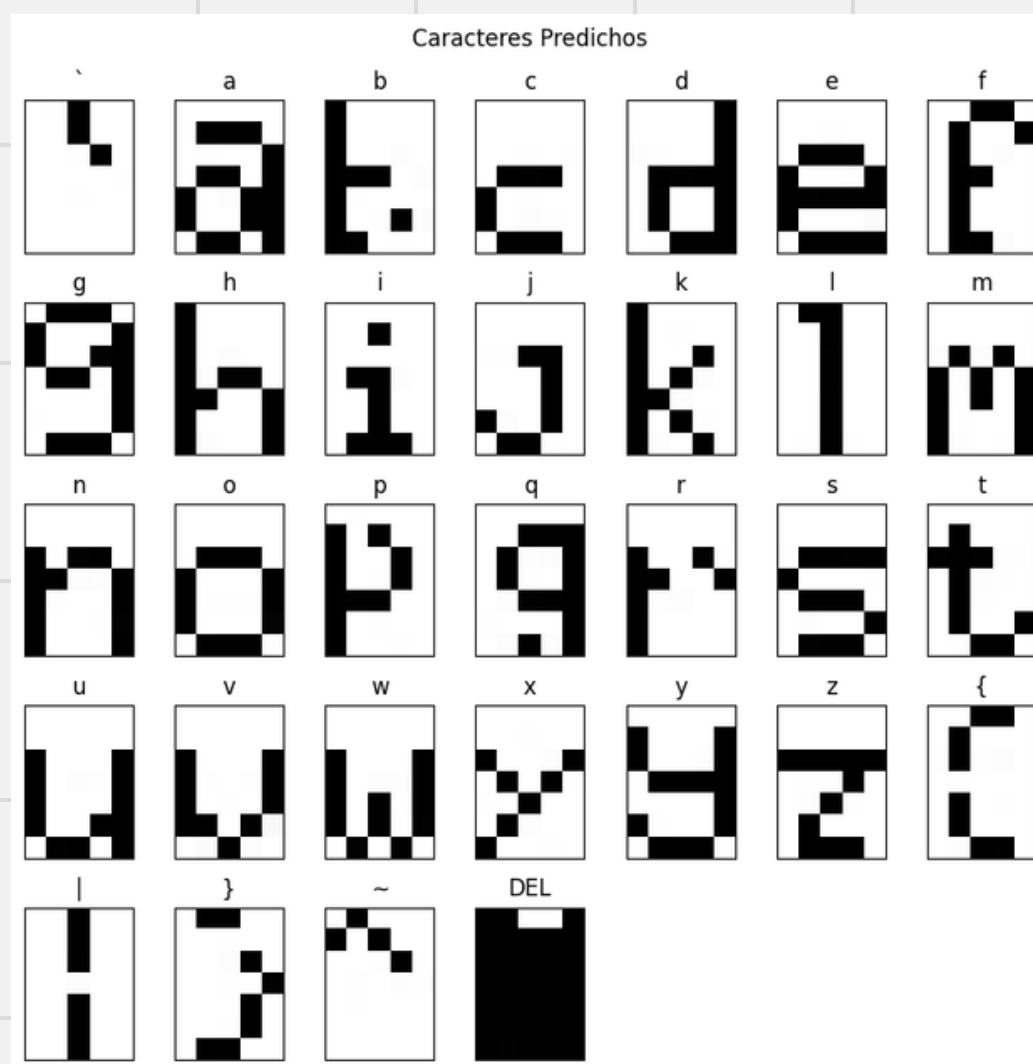 Caracteres Predichos
` a b c d e f
g h i j k l m
n o p q r s t
u v w x y z {
| } ~ DEL